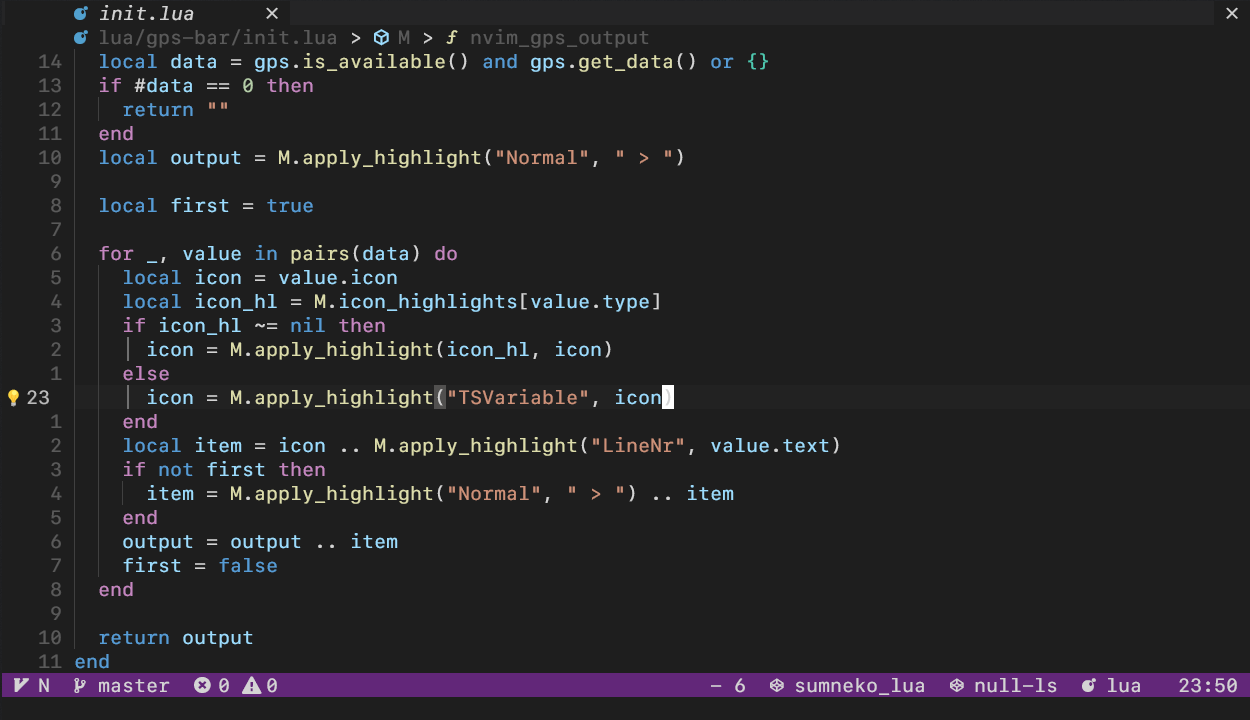 init.lua
lua/gps-bar/init.lua > M > nvim_gps_output
14 local data = gps.is_available() and gps.get_data() or {}
13 if #data == 0 then
12 return ""
11 end
10 local output = M.apply_highlight("Normal", " > ")
9
8 local first = true
7
6 for _, value in pairs(data) do
5 local icon = value.icon
4 local icon_hl = M.icon_highlights[value.type]
3 if icon_hl ~= nil then
2 icon = M.apply_highlight(icon_hl, icon)
1 else
23 icon = M.apply_highlight("TSVariable", icon)
1 end
2 local item = icon .. M.apply_highlight("LineNr", value.text)
3 if not first then
4 item = M.apply_highlight("Normal", " > ") .. item
5 end
6 output = output .. item
7 first = false
8 end
9
10 return output
11 end
N master 0 0 – 6 sumneko_lua null-ls lua 23:50